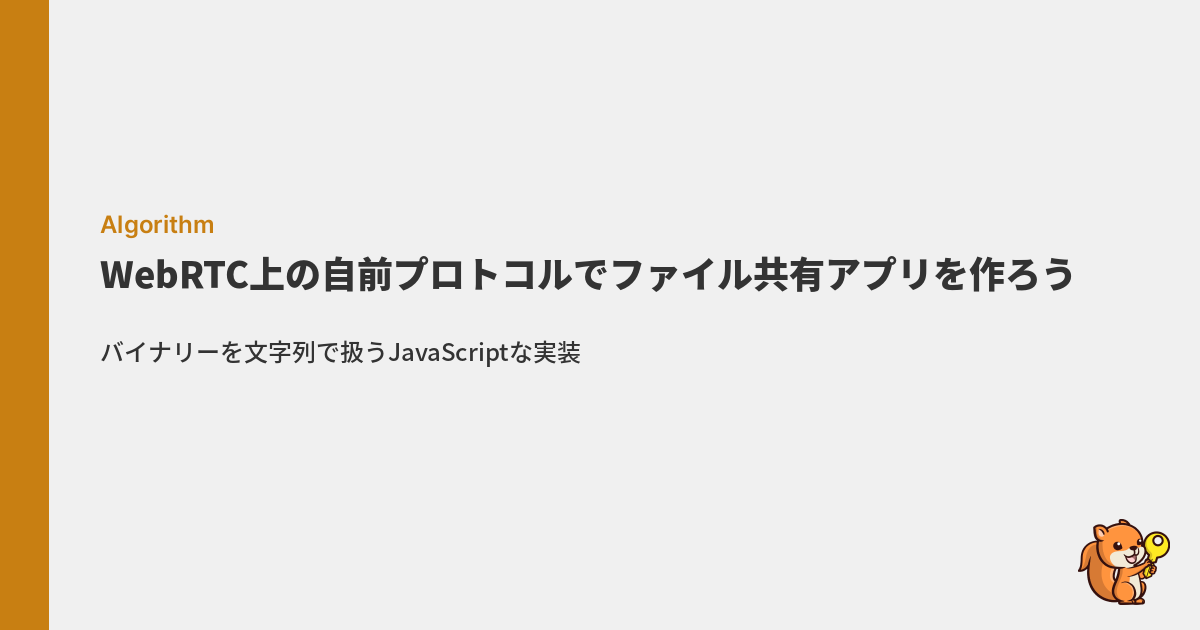 Algorithm
WebRTC上の自前プロトコルでファイル共有アプリを作ろう
バイナリーを文字列で扱うJavaScriptな実装